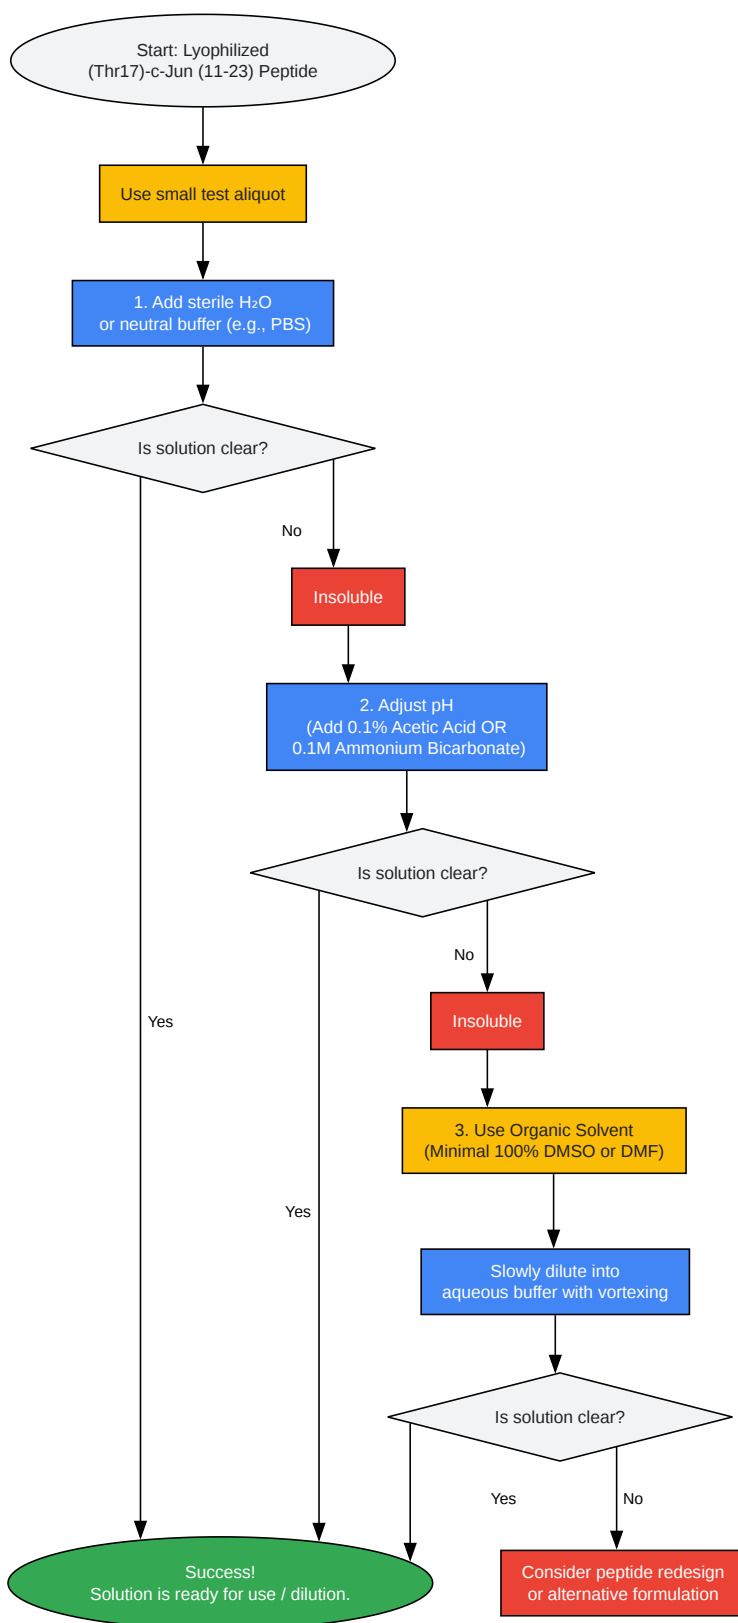 Start: Lyophilized
(Thr17)-c-Jun (11-23) Peptide
Use small test aliquot
1. Add sterile H₂O
or neutral buffer (e.g., PBS)
Is solution clear?
No
Insoluble
2. Adjust pH
(Add 0.1% Acetic Acid OR
0.1M Ammonium Bicarbonate)
Is solution clear?
No
Yes
Insoluble
3. Use Organic Solvent
(Minimal 100% DMSO or DMF)
Yes
Slowly dilute into
aqueous buffer with vortexing
Is solution clear?
Yes
No
Success!
Solution is ready for use / dilution.
Consider peptide redesign
or alternative formulation